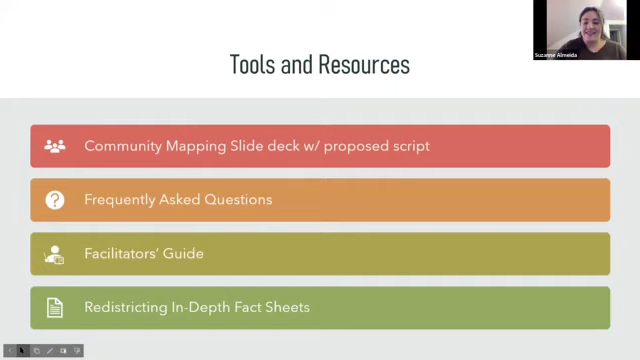 Suzanne Almeida
Tools and Resources
Community Mapping Slide deck w/ proposed script
Frequently Asked Questions
Facilitators' Guide
Redistricting In-Depth Fact Sheets